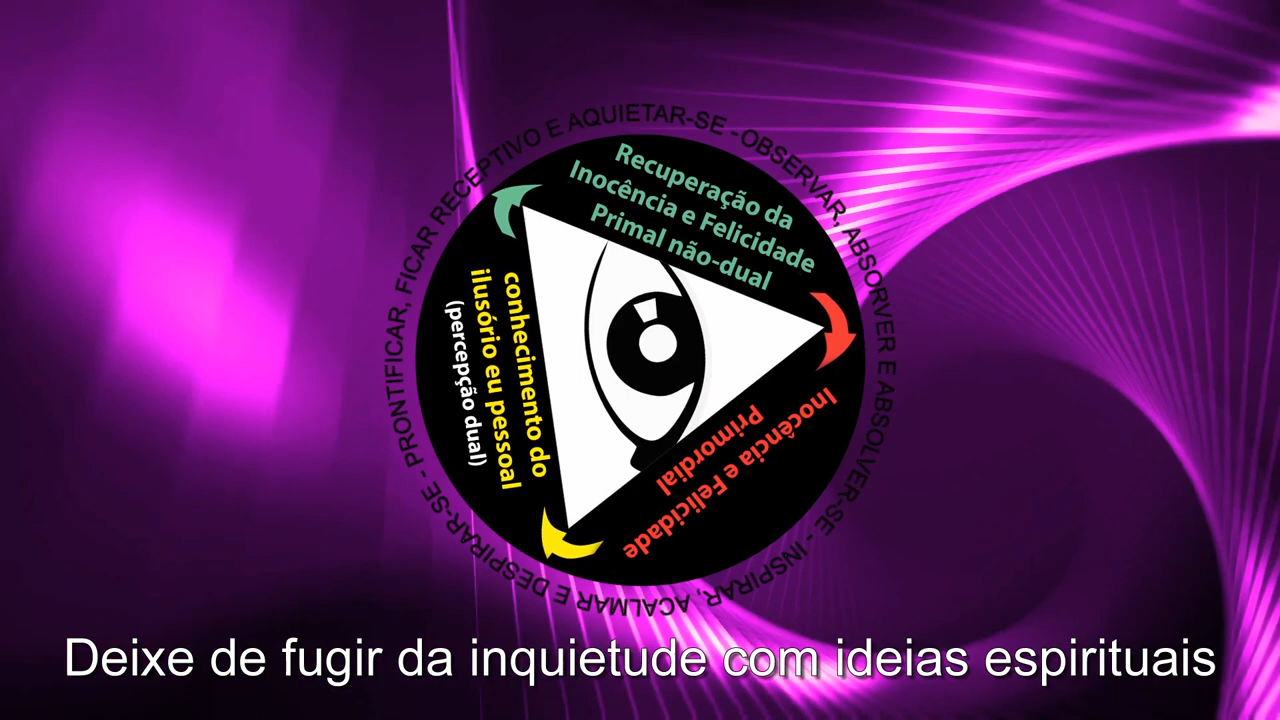 PRONTIFICAR, FICAR RECEPTIVO E AQUIETAR-SE - OBSERVAR, ABSORVER E ABSOLVER-SE - INSPIRAR, ACALMAR E DESPIRAR-SE -
Recuperação da
Inocência e Felicidade
Primal não-dual
conhecimento do
ilusório eu pessoal
(percepção dual)
Inocência e Felicidade
Primordial
Deixe de fugir da inquietude com ideias espirituais